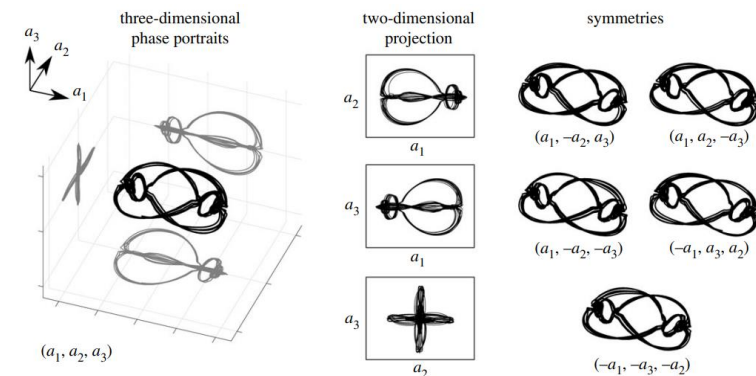 three-dimensional
phase portraits
two-dimensional
projection
symmetries
a3
a2
a1
(a1, a2, a3)
a2
a1
a3
a1
a3
a2
(a1, −a2, a3)
(a1, a2, −a3)
(a1, −a2, −a3)
(−a1, a3, a2)
(−a1, −a3, −a2)